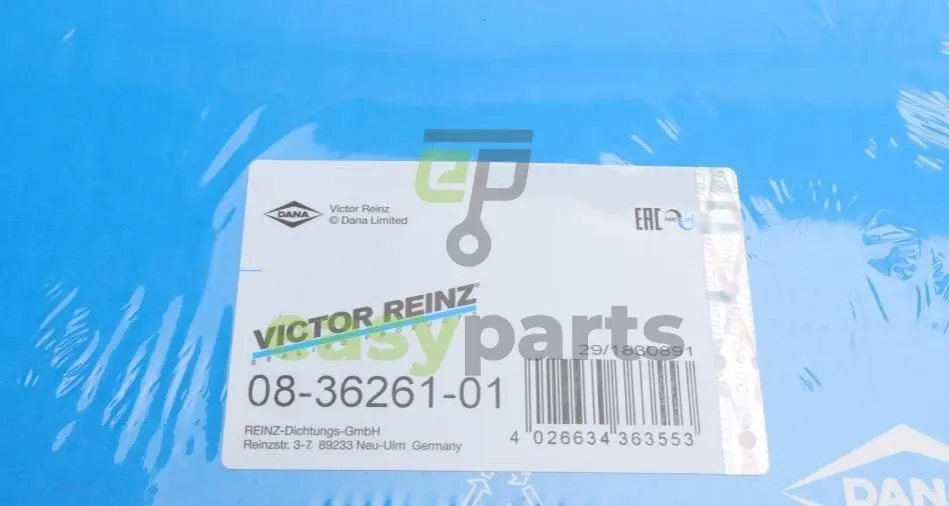 DANA
Victor Reinz
© Dana Limited
EAC
VICTOR REINZ®
SEALING PRODUCTS
easyparts
29/1830891
08-36261-01
4 026634 363553
REINZ-Dichtungs-GmbH
Reinzstr. 3-7 89233 Neu-Ulm Germany
DAN